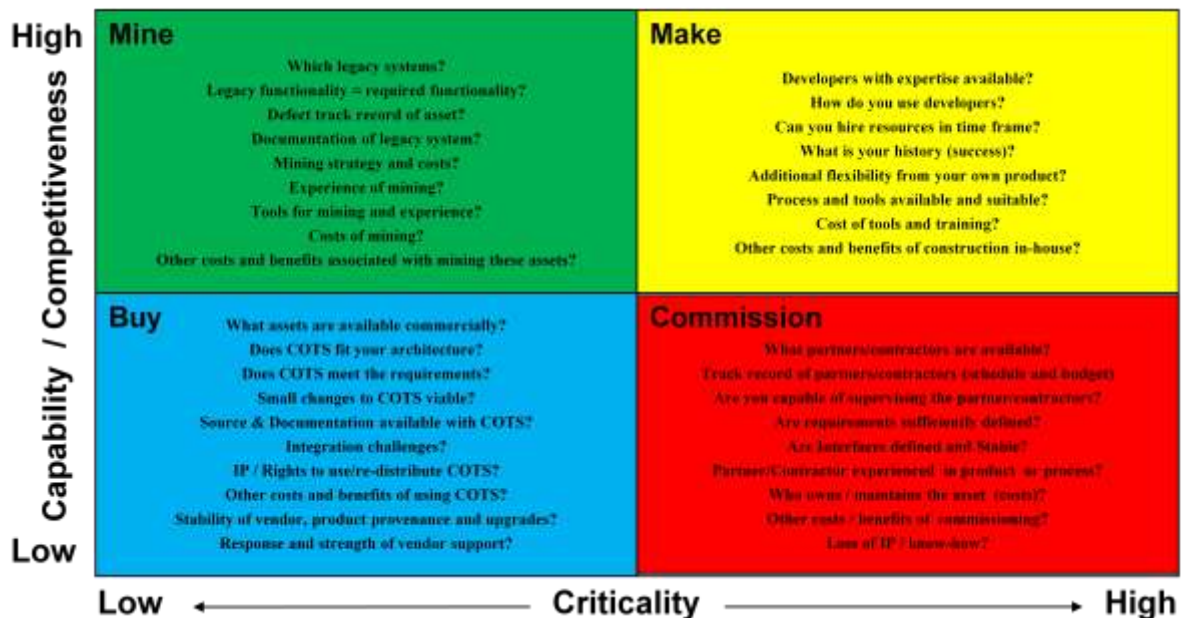 High
Capability / Competitiveness
Low
Mine
Which legacy systems?
Legacy functionality = required functionality?
Defect track record of asset?
Documentation of legacy system?
Mining strategy and costs?
Experience of mining?
Tools for mining and experience?
Costs of mining?
Other costs and benefits associated with mining these assets?
Make
Developers with expertise available?
How do you use developers?
Can you hire resources in time frame?
What is your history (success)?
Additional flexibility from your own product?
Process and tools available and suitable?
Cost of tools and training?
Other costs and benefits of construction in-house?
Buy
What assets are available commercially?
Does COTS fit your architecture?
Does COTS meet the requirements?
Small changes to COTS viable?
Source & Documentation available with COTS?
Integration challenges?
IP / Rights to use/re-distribute COTS?
Other costs and benefits of using COTS?
Stability of vendor, product provenance and upgrades?
Response and strength of vendor support?
Commission
What partners/contractors are available?
Track record of partners/contractors (schedule and budget)
Are you capable of supervising the partner/contractors?
Are requirements sufficiently defined?
Are Interfaces defined and Stable?
Partner/Contractor experienced in product or process?
Who owns / maintains the asset (costs)?
Other costs / benefits of commissioning?
Loss of IP / know-how?
Low
Criticality
High